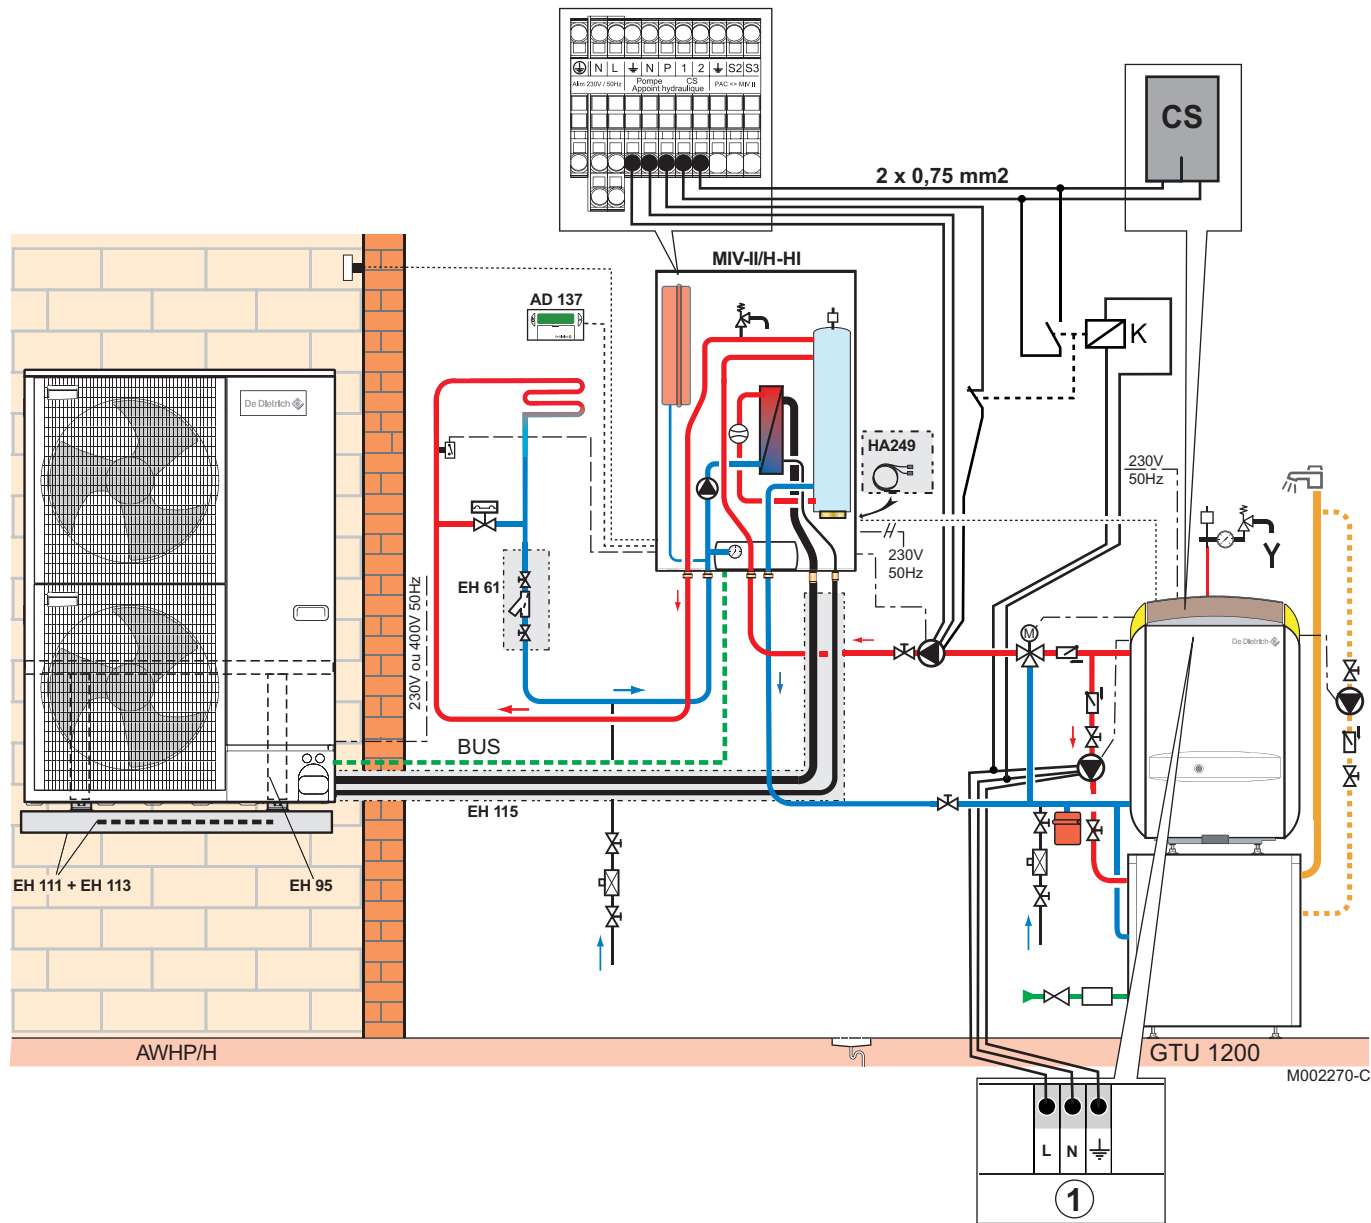 N L N P 1 2 S2 S3
Alim 230V / 50Hz Pompe CS PAC <> MIV II
Appoint hydraulique
CS
2 x 0,75 mm2
MIV-II/H-HI
AD 137
K
De Dietrich
HA249
230V
50Hz
230V
50Hz
M
De Dietrich
EH 61
230V ou 400V 50Hz
BUS
EH 115
EH 111 + EH 113
EH 95
AWHP/H
GTU 1200
M002270-C
L N
1